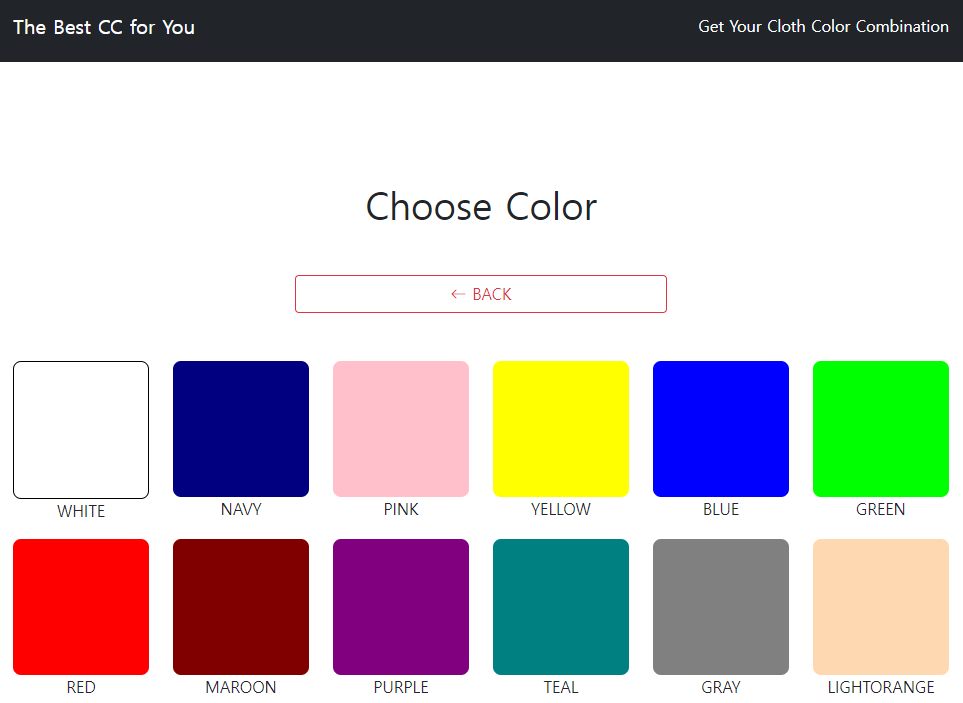 The Best CC for You
Get Your Cloth Color Combination
Choose Color
← BACK
WHITE
NAVY
PINK
YELLOW
BLUE
GREEN
RED
MAROON
PURPLE
TEAL
GRAY
LIGHTORANGE